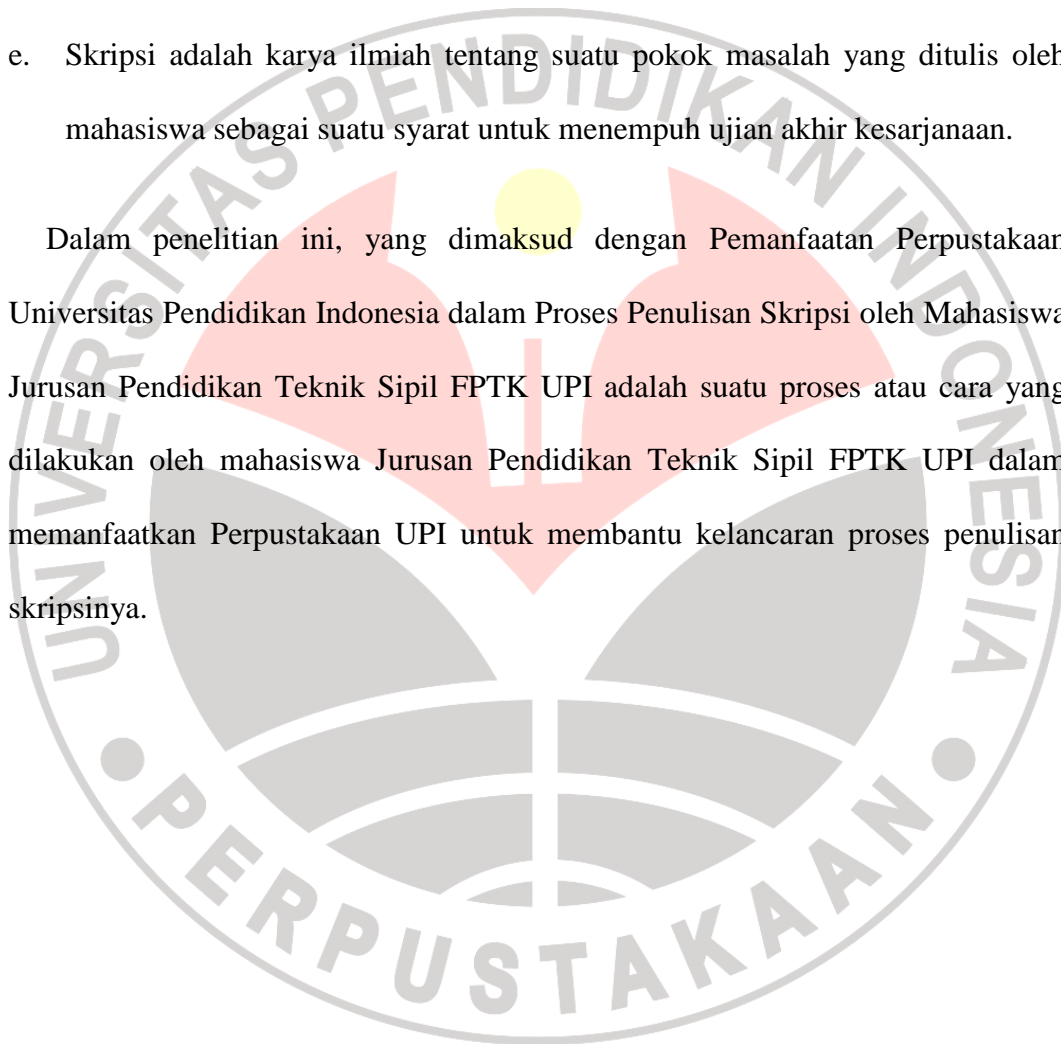 e. Skripsi adalah karya ilmiah tentang suatu pokok masalah yang ditulis oleh
mahasiswa sebagai suatu syarat untuk menempuh ujian akhir kesarjanaan.
Dalam penelitian ini, yang dimaksud dengan Pemanfaatan Perpustakaan
Universitas Pendidikan Indonesia dalam Proses Penulisan Skripsi oleh Mahasiswa
Jurusan Pendidikan Teknik Sipil FPTK UPI adalah suatu proses atau cara yang
dilakukan oleh mahasiswa Jurusan Pendidikan Teknik Sipil FPTK UPI dalam
memanfaatkan Perpustakaan UPI untuk membantu kelancaran proses penulisan
skripsinya.
UNIVERSITAS PENDIDIKAN INDONESIA
PERPUSTAKAAN